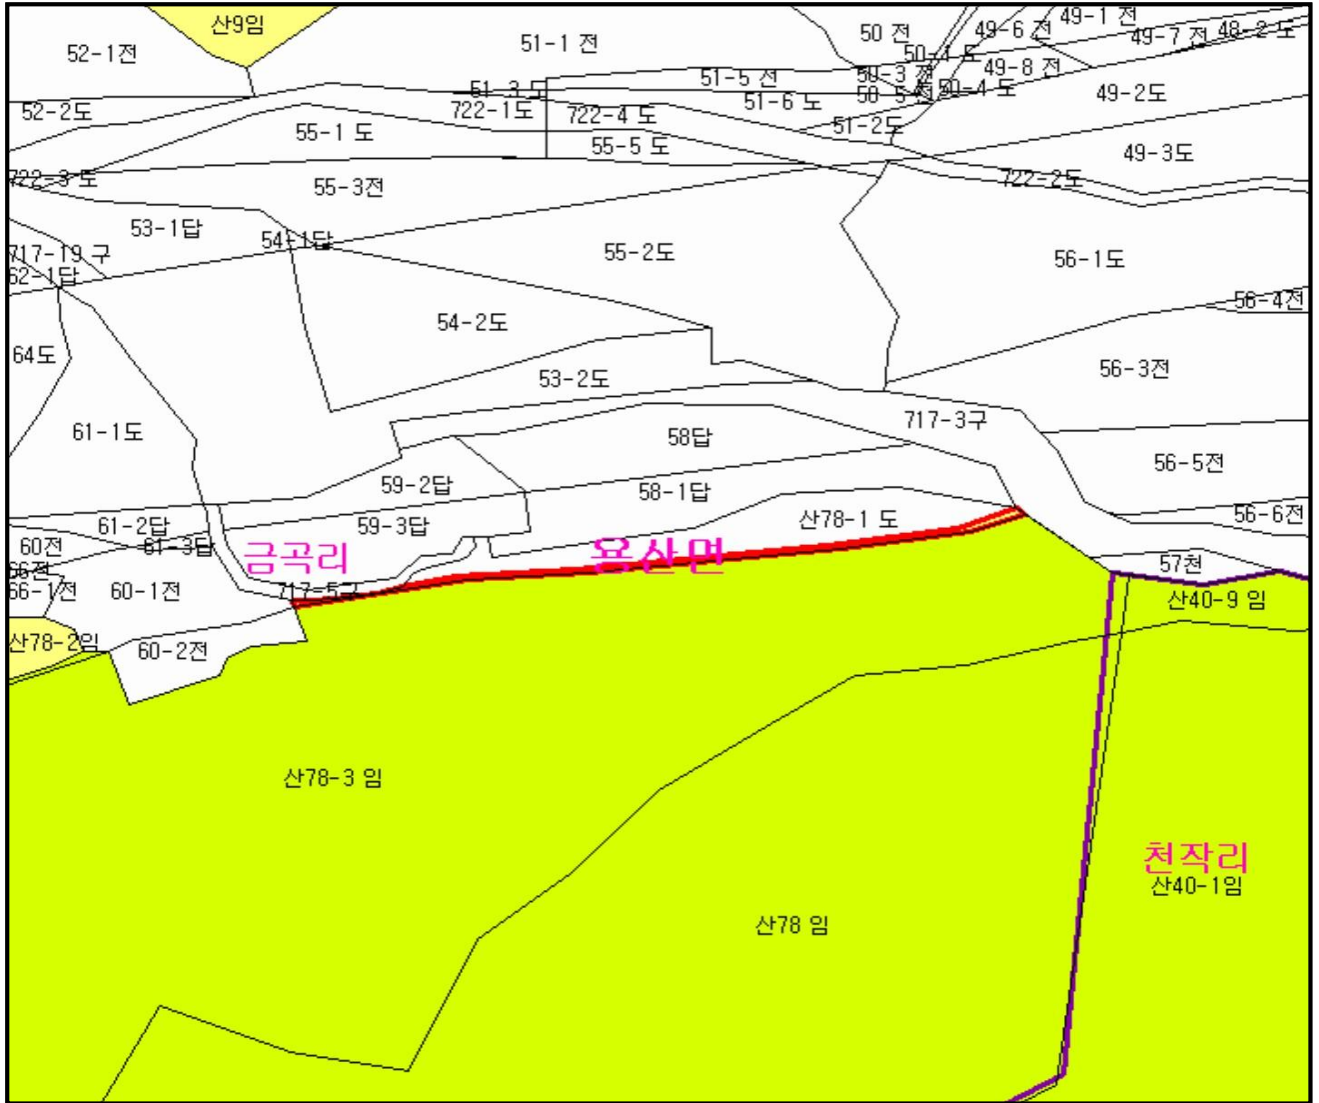 산9임
52-1전
51-1 전
50 전
49-6 전
49-1 전
49-7 전
48-2 도
50-1 도
49-8 전
50-3 전
51-5 전
51-3 도
50-4 도
49-2도
51-6 도
52-2도
722-1도
722-4 도
51-2도
55-1 도
55-5 도
49-3도
722-3 도
722-2도
55-3전
53-1답
54-1답
717-19 구
62-1답
55-2도
56-1도
56-4전
54-2도
64도
53-2도
56-3전
717-3구
61-1도
58답
56-5전
59-2답
58-1답
61-2답
59-3답
산78-1 도
56-6전
60전
61-3답
금곡리
용산면
57천
66전
66-1전
60-1전
717-5구
산40-9 임
산78-2임
60-2전
산78-3 임
천작리
산40-1임
산78 임